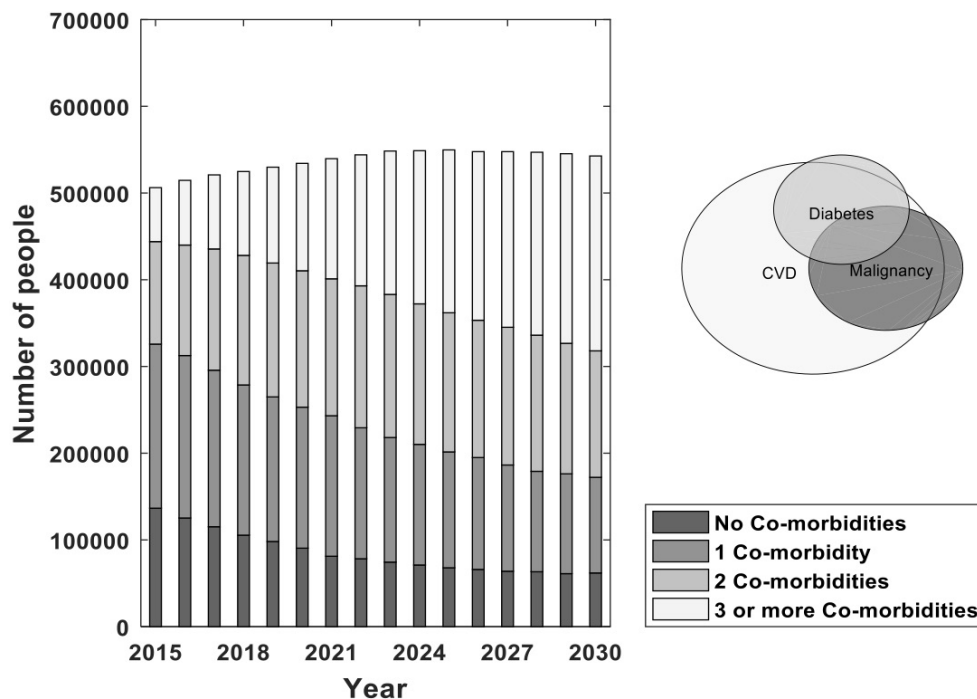 700000
600000
500000
400000
300000
200000
100000
0
Number of people
2015 2018 2021 2024 2027 2030
Year
Diabetes
CVD Malignancy
No Co-morbidities
1 Co-morbidity
2 Co-morbidities
3 or more Co-morbidities